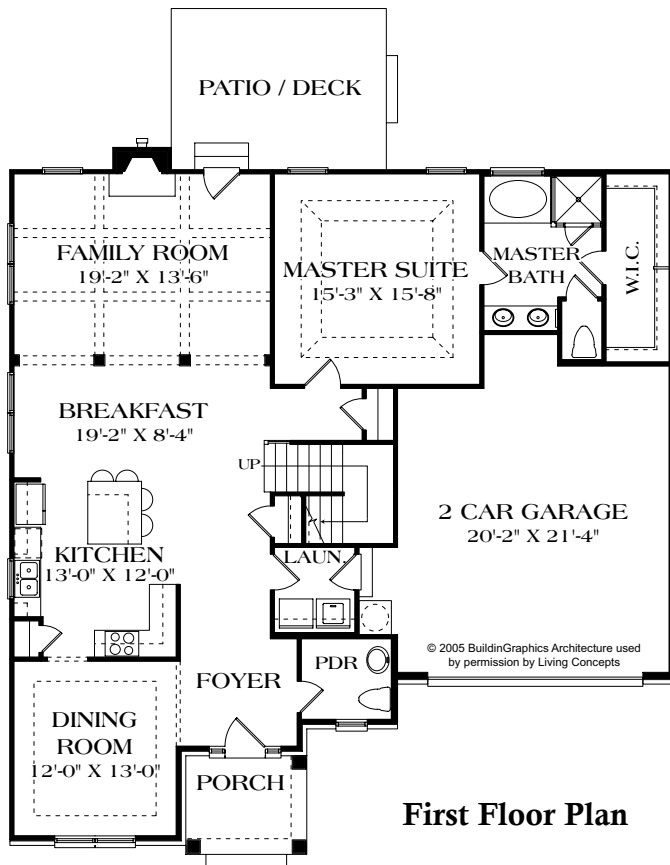 PATIO / DECK
FAMILY ROOM
19'-2" X 13'-6"
MASTER SUITE
15'-3" X 15'-8"
MASTER
BATH
W.I.C.
BREAKFAST
19'-2" X 8'-4"
UP
2 CAR GARAGE
20'-2" X 21'-4"
KITCHEN
13'-0" X 12'-0"
LAUN.
© 2005 BuildinGraphics Architecture used
by permission by Living Concepts
PDR
FOYER
DINING
ROOM
12'-0" X 13'-0"
PORCH
First Floor Plan